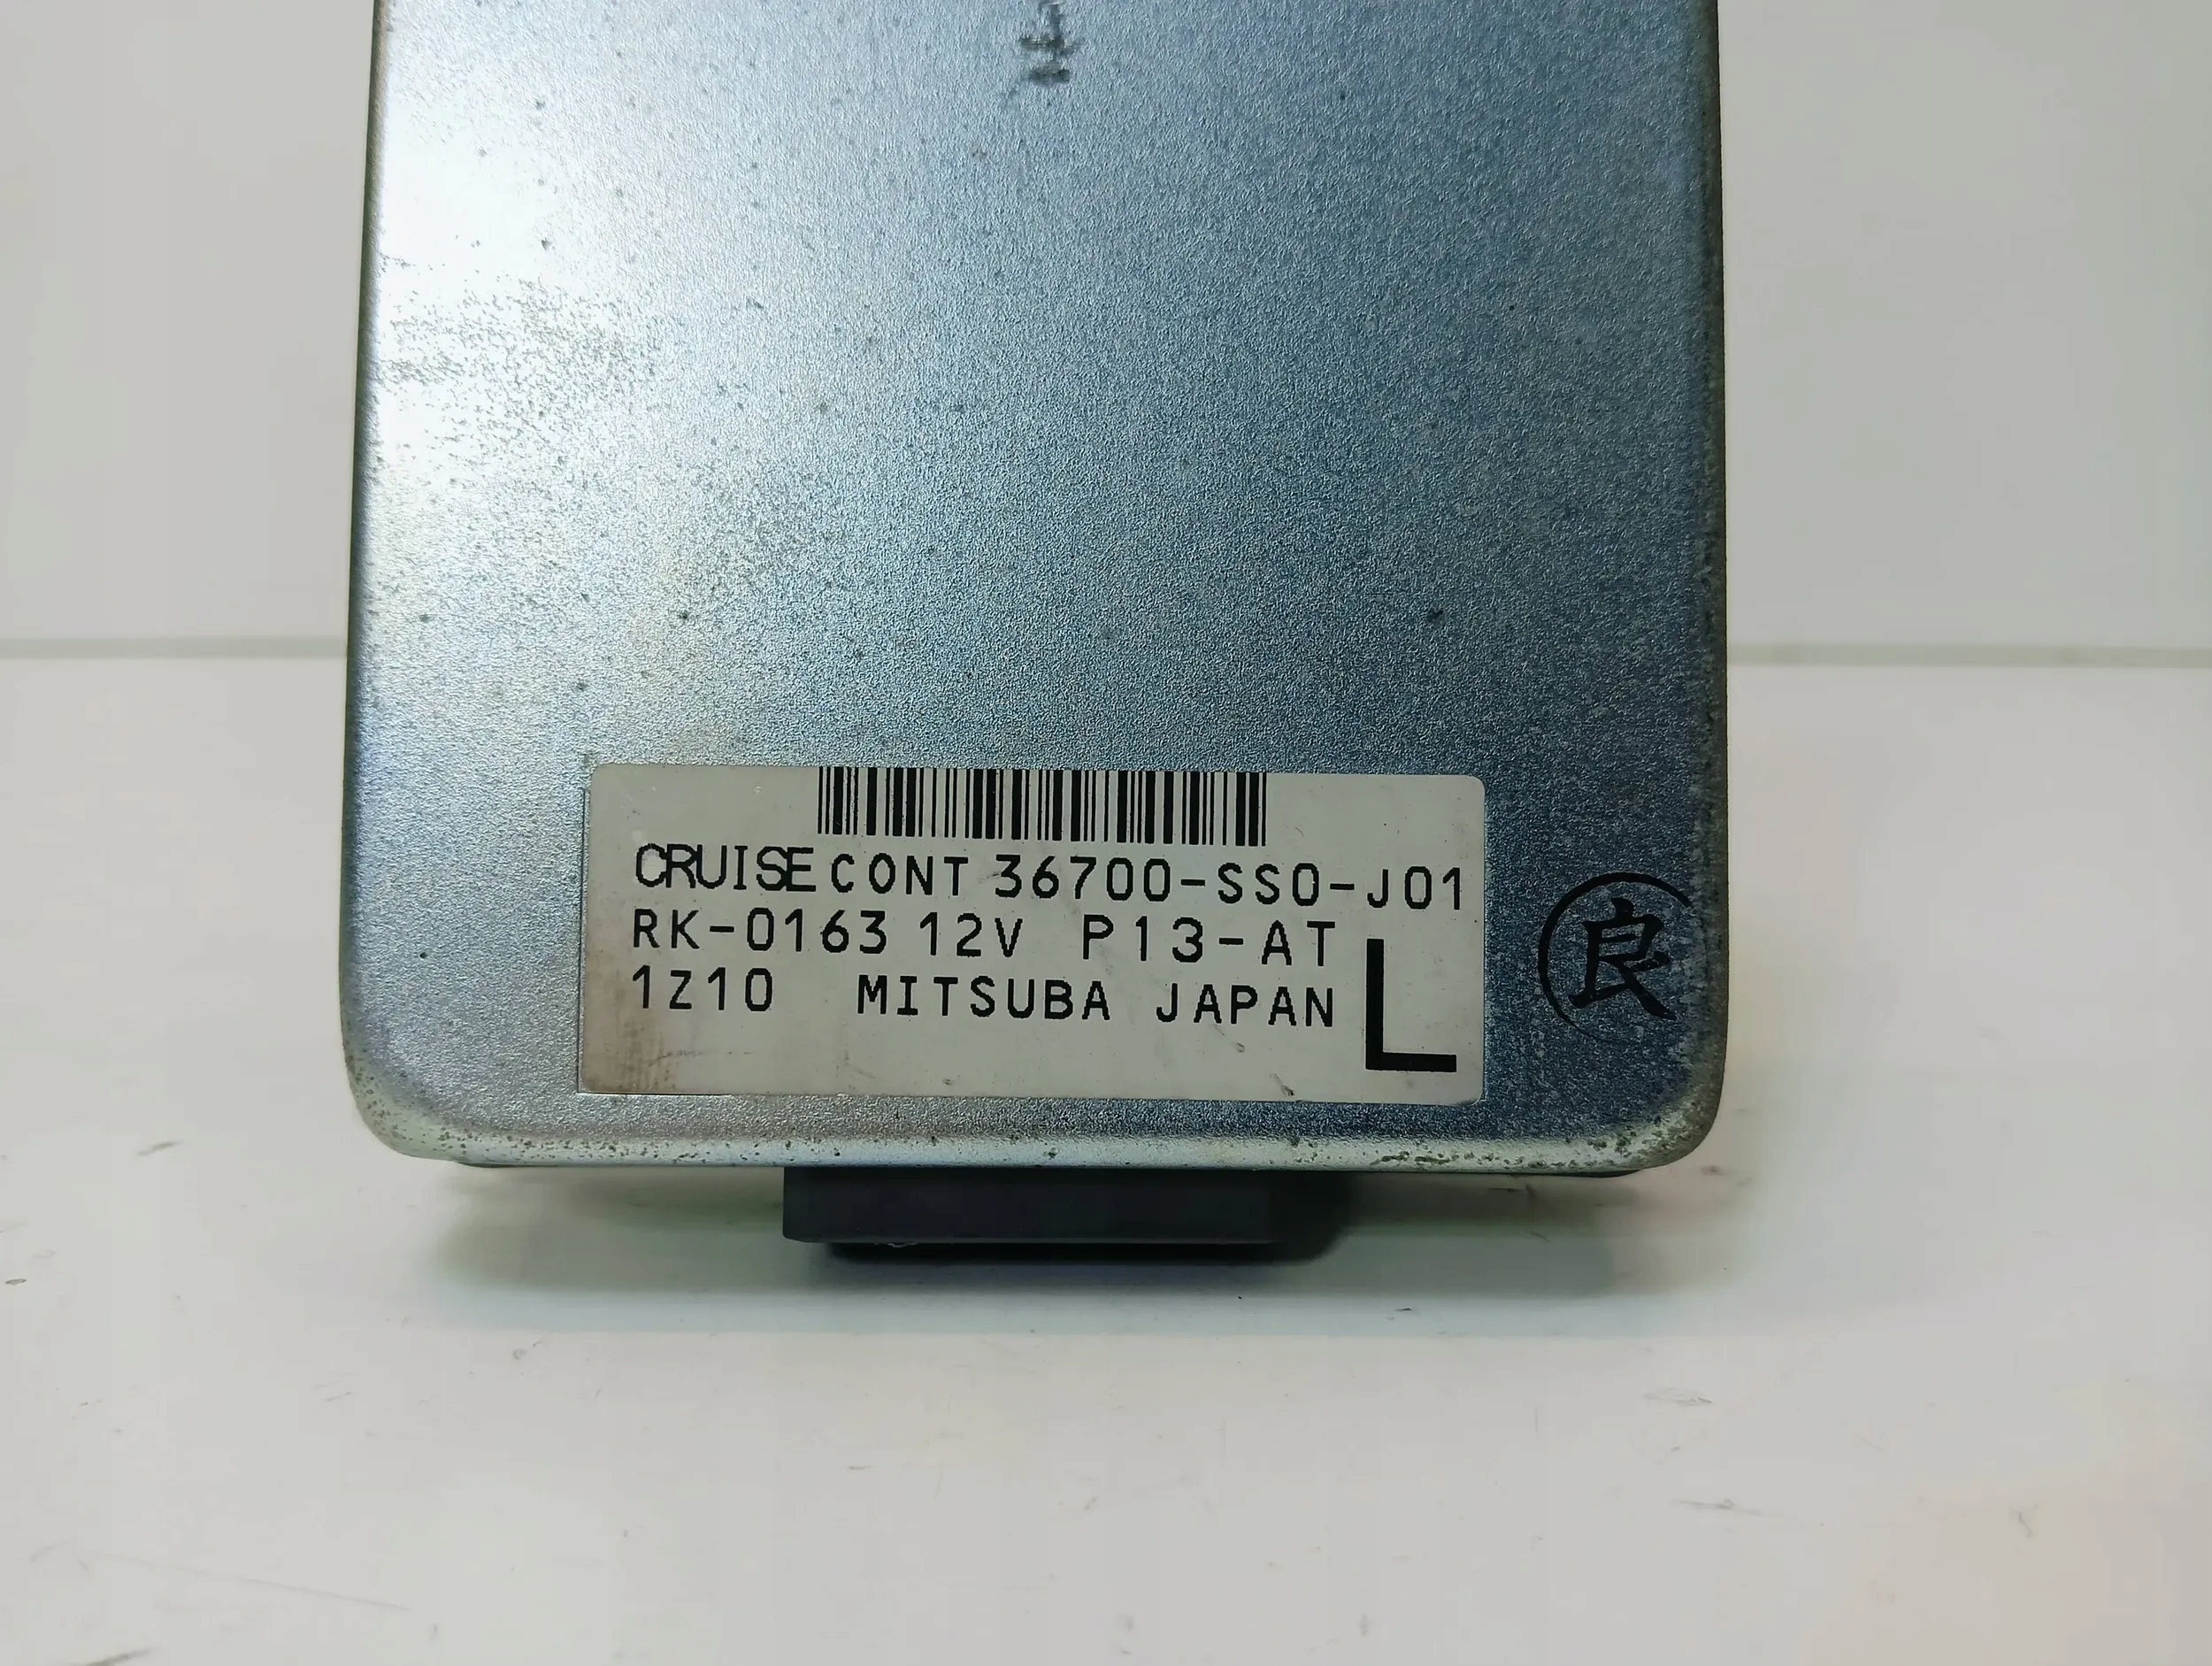 CRUISE CONT 36700-SS0-J01
RK-0163 12V P13-AT
1Z10 MITSUBA JAPAN L
良